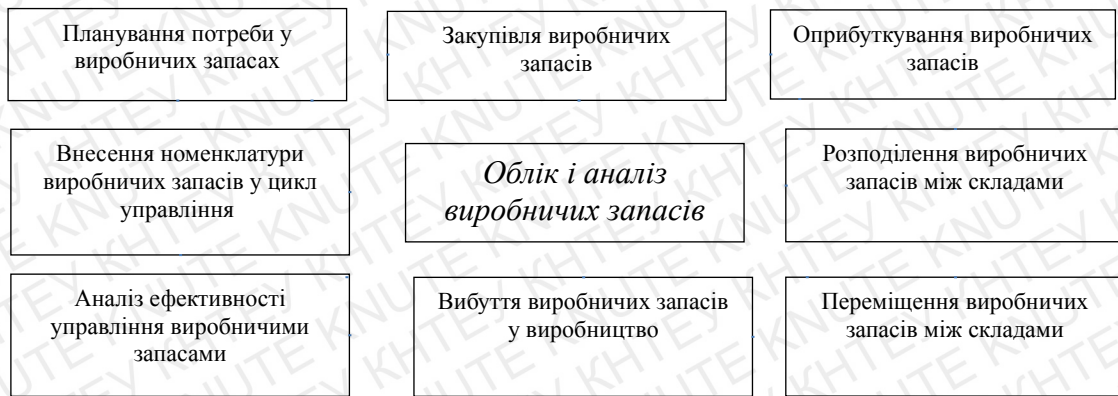 Планування потреби у
виробничих запасах
Закупівля виробничих
запасів
Оприбуткування виробничих
запасів
Внесення номенклатури
виробничих запасів у цикл
управління
Облік і аналіз
виробничих запасів
Розподілення виробничих
запасів між складами
Аналіз ефективності
управління виробничими
запасами
Вибуття виробничих запасів
у виробництво
Переміщення виробничих
запасів між складами